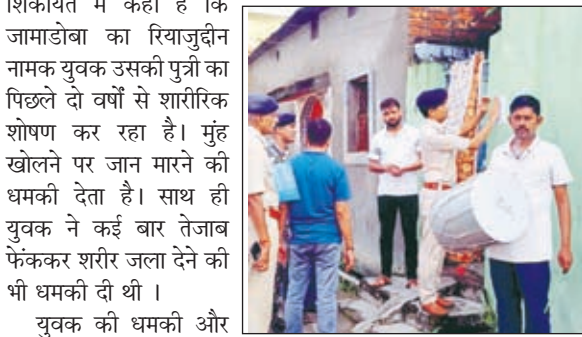 शिकायत में कहा है कि
जामाडोबा का रियाजुद्दीन
नामक युवक उसकी पुत्री का
पिछले दो वर्षों से शारीरिक
शोषण कर रहा है। मुंह
खोलने पर जान मारने की
धमकी देता है। साथ ही
युवक ने कई बार तेजाब
फेंककर शरीर जला देने की
भी धमकी दी थी ।
युवक की धमकी और